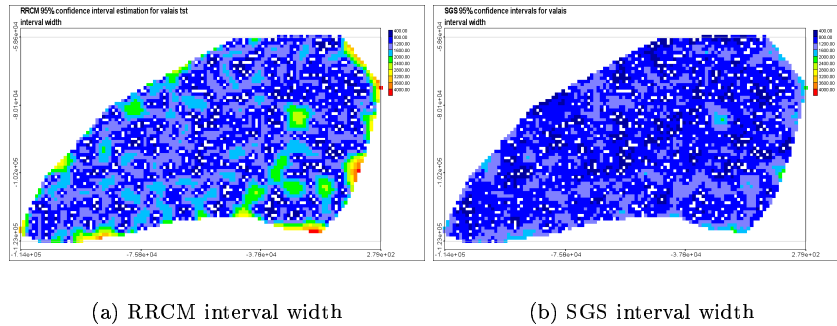 RRCM 95% confidence interval estimation for valais tst
interval width
-5.86e+04
-8.01e+04
-1.02e+05
-1.23e+05
-1.14e+05
-7.58e+04
-3.78e+04
2.79e+02
400.00
800.00
1200.00
1600.00
2000.00
2400.00
2800.00
3200.00
3600.00
4000.00
SGS 95% confidence intervals for valais
interval width
-5.86e+04
-8.01e+04
-1.02e+05
-1.23e+05
-1.14e+05
-7.58e+04
-3.78e+04
2.79e+02
400.00
800.00
1200.00
1600.00
2000.00
2400.00
2800.00
3200.00
3600.00
4000.00
(a) RRCM interval width
(b) SGS interval width